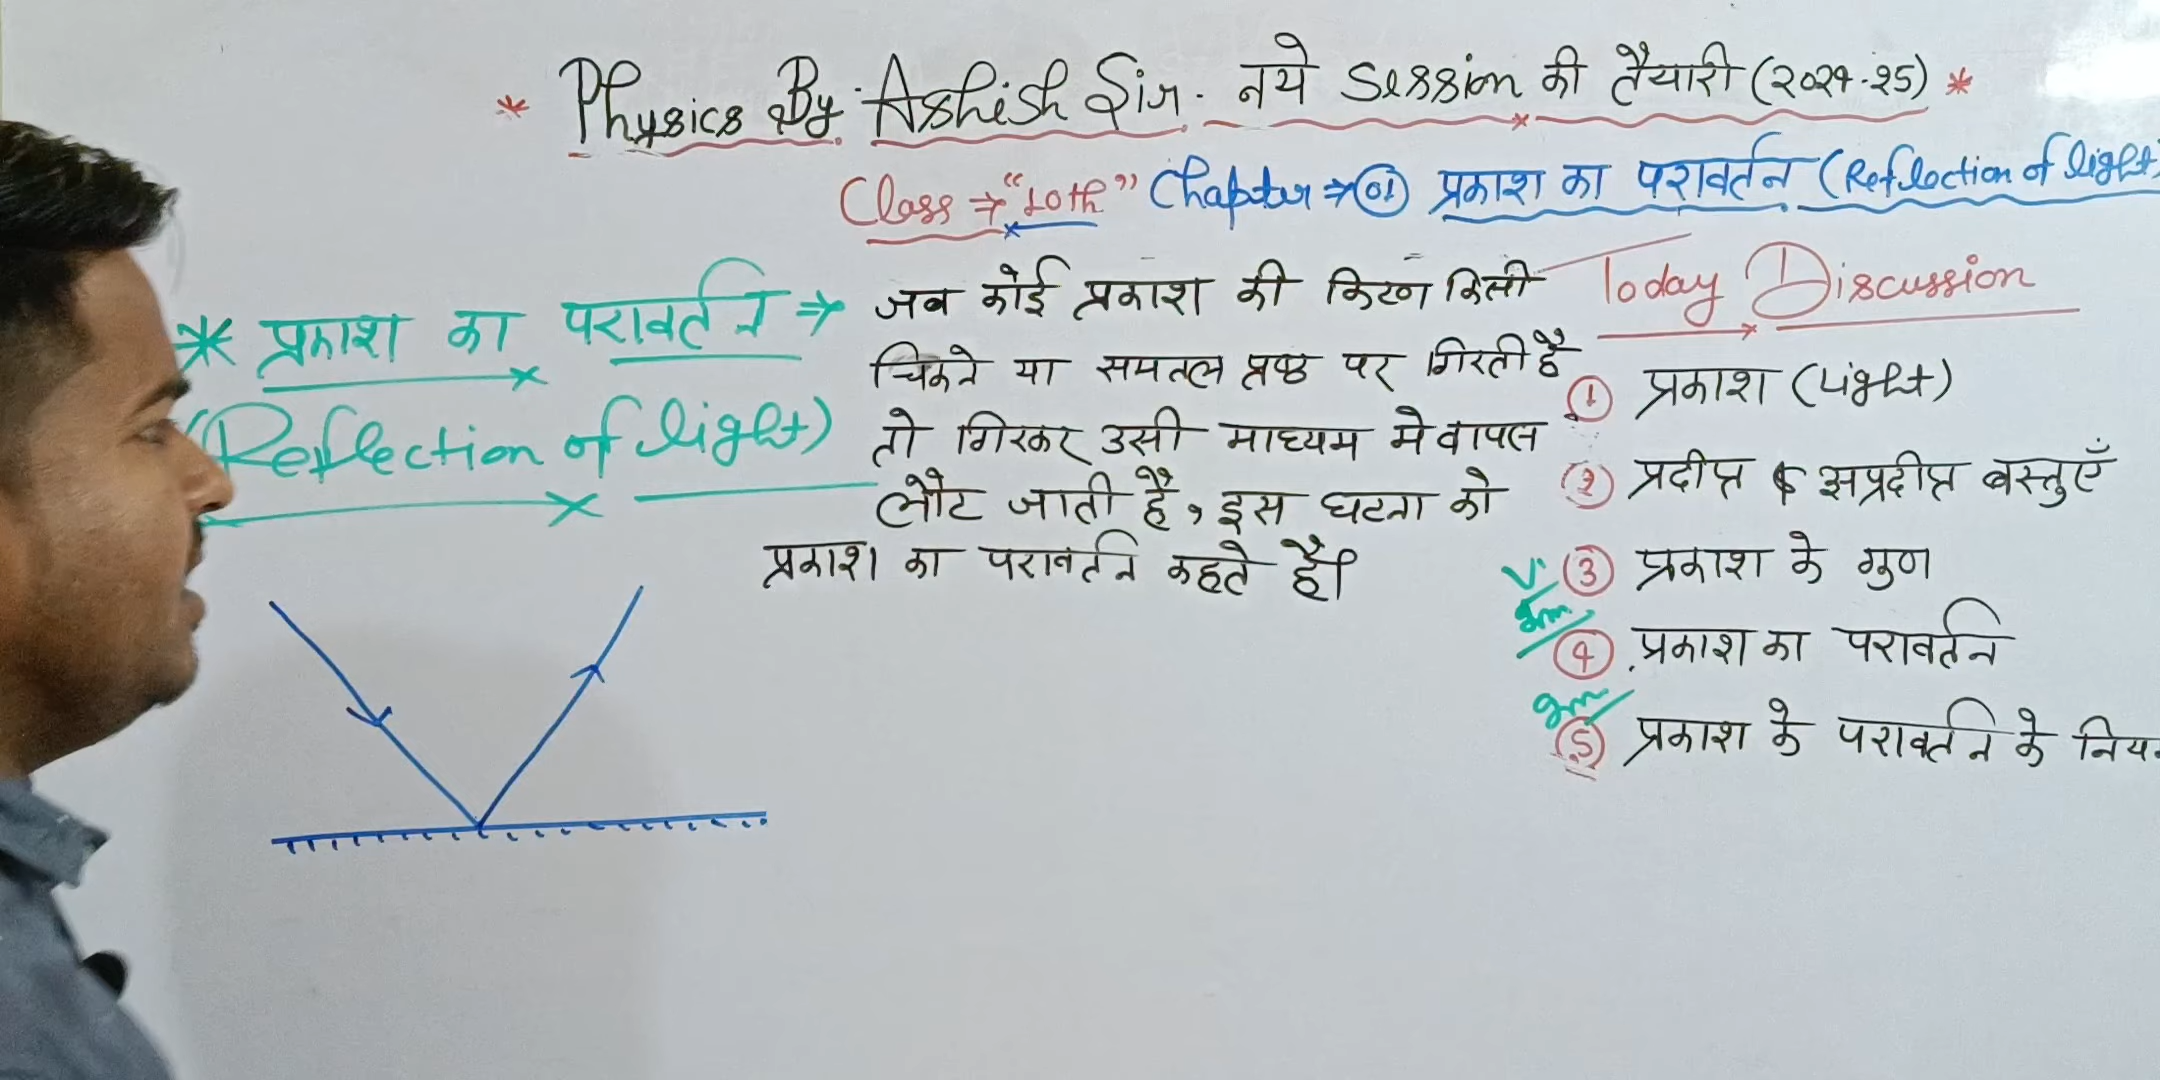 * Physics By Ashish Sir. नये Session की तैयारी (2024-25) *
Class ⇒ "10th" Chapter ⇒ 01 प्रकाश का परावर्तन (Reflection of light)
* प्रकाश का परावर्तन ⇒
(Reflection of light)
जब कोई प्रकाश की किरण किसी
चिकने या समतल प्रष्ठ पर गिरती है
तो गिरकर उसी माध्यम मे वापस
लौट जाती है, इस घटना को
प्रकाश का परावर्तन कहते है।
Today Discussion
① प्रकाश (Light)
② प्रदीप्त & अप्रदीप्त वस्तुएँ
③ प्रकाश के गुण
④ प्रकाश का परावर्तन
⑤ प्रकाश के परावर्तन के निय